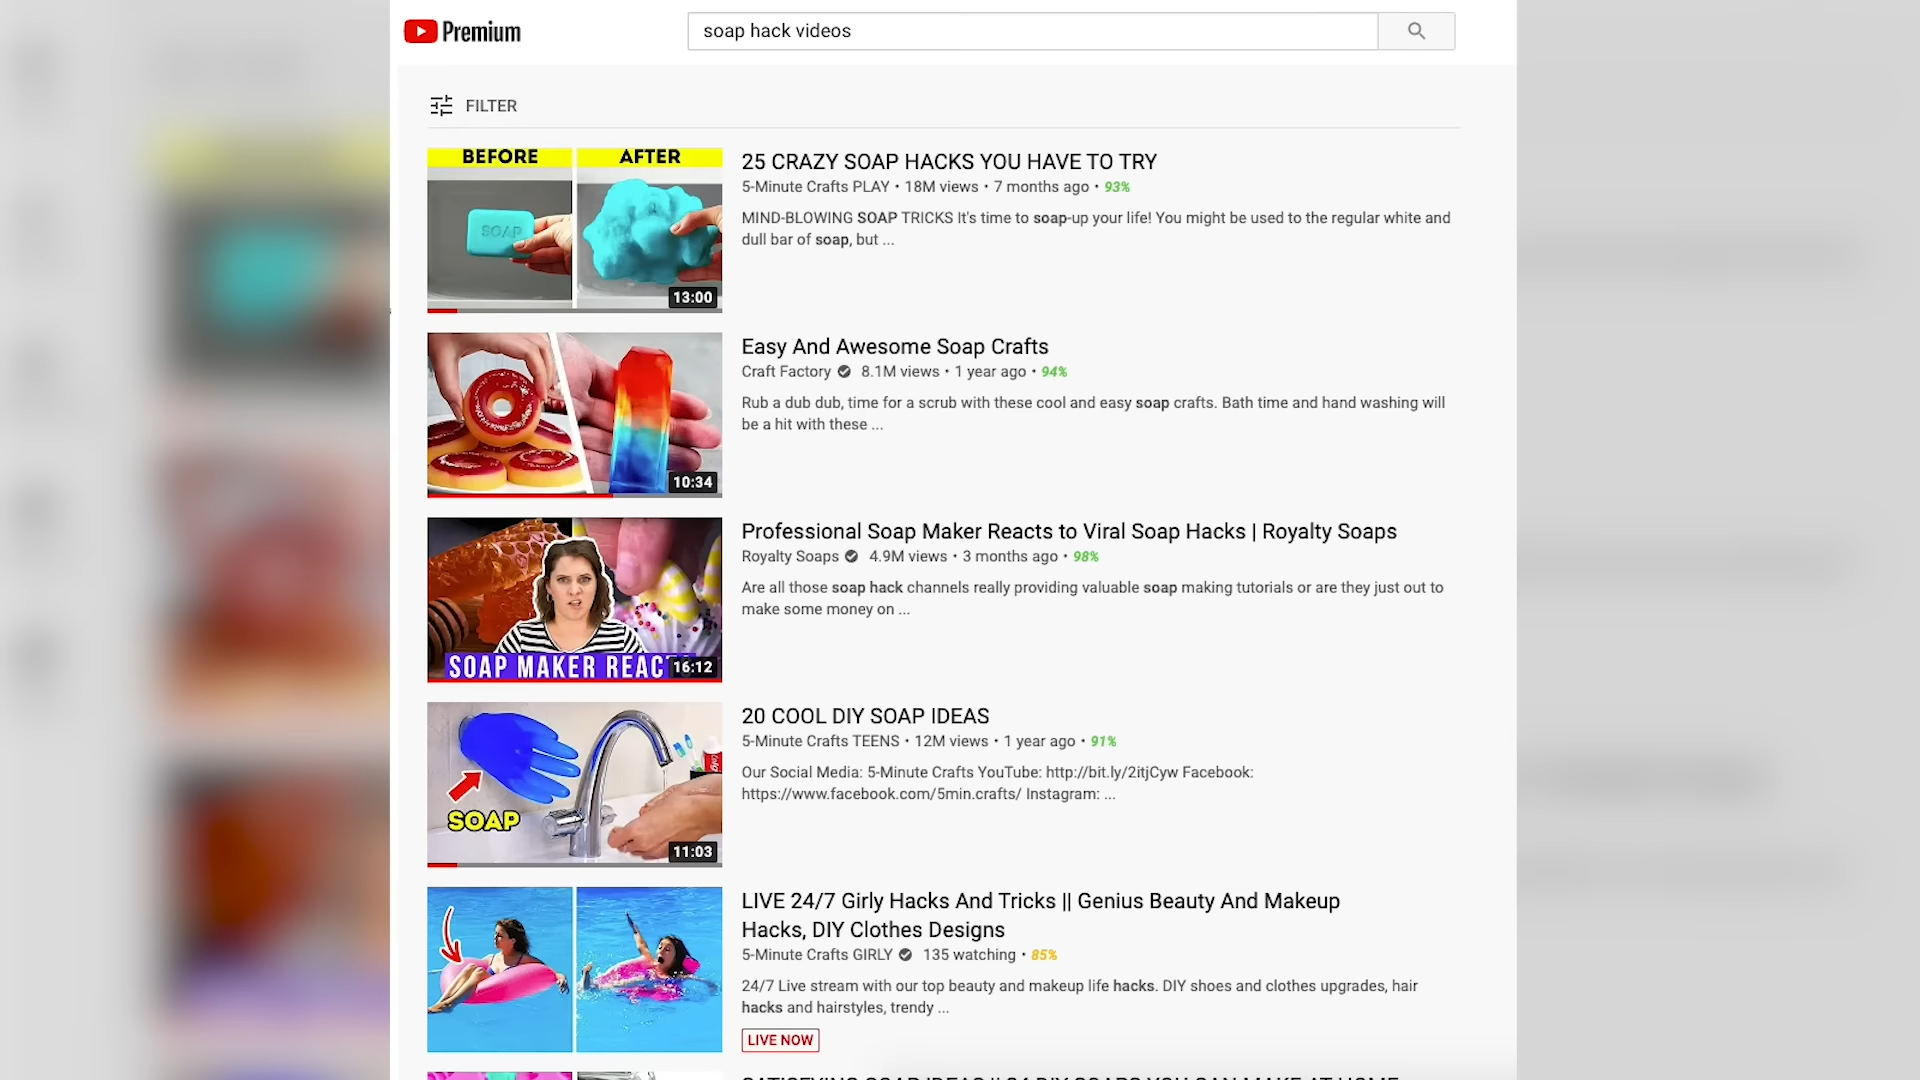 Premium
soap hack videos
FILTER
BEFORE AFTER
SOAP
13:00
25 CRAZY SOAP HACKS YOU HAVE TO TRY
5-Minute Crafts PLAY • 18M views • 7 months ago • 93%
MIND-BLOWING SOAP TRICKS It's time to soap-up your life! You might be used to the regular white and
dull bar of soap, but ...
10:34
Easy And Awesome Soap Crafts
Craft Factory 8.1M views • 1 year ago • 94%
Rub a dub dub, time for a scrub with these cool and easy soap crafts. Bath time and hand washing will
be a hit with these ...
SOAP MAKER REAC
16:12
Professional Soap Maker Reacts to Viral Soap Hacks | Royalty Soaps
Royalty Soaps 4.9M views • 3 months ago • 98%
Are all those soap hack channels really providing valuable soap making tutorials or are they just out to
make some money on ...
SOAP
11:03
20 COOL DIY SOAP IDEAS
5-Minute Crafts TEENS • 12M views • 1 year ago • 91%
Our Social Media: 5-Minute Crafts YouTube: http://bit.ly/2itjCyw Facebook:
https://www.facebook.com/5min.crafts/ Instagram: ...
LIVE 24/7 Girly Hacks And Tricks || Genius Beauty And Makeup
Hacks, DIY Clothes Designs
5-Minute Crafts GIRLY 135 watching • 85%
24/7 Live stream with our top beauty and makeup life hacks. DIY shoes and clothes upgrades, hair
hacks and hairstyles, trendy ...
LIVE NOW
SATISFYING SOAP IDEAS || 24 DIY SOAPS YOU CAN MAKE AT HOME